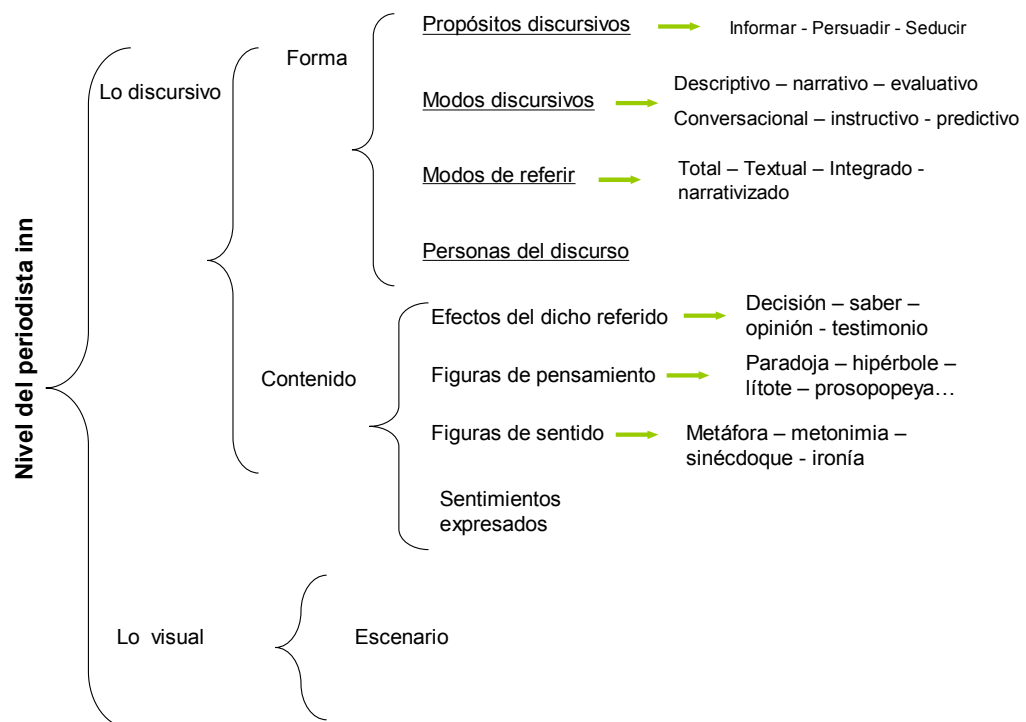 Nivel del periodista inn
Lo discursivo
Forma
Propósitos discursivos
Informar - Persuadir - Seducir
Modos discursivos
Descriptivo – narrativo – evaluativo
Conversacional – instructivo - predictivo
Modos de referir
Total – Textual – Integrado -
narrativizado
Personas del discurso
Contenido
Efectos del dicho referido
Decisión – saber –
opinión - testimonio
Figuras de pensamiento
Paradoja – hipérbole –
lítote – prosopopeya…
Figuras de sentido
Metáfora – metonimia –
sinécdoque - ironía
Sentimientos
expresados
Lo visual
Escenario